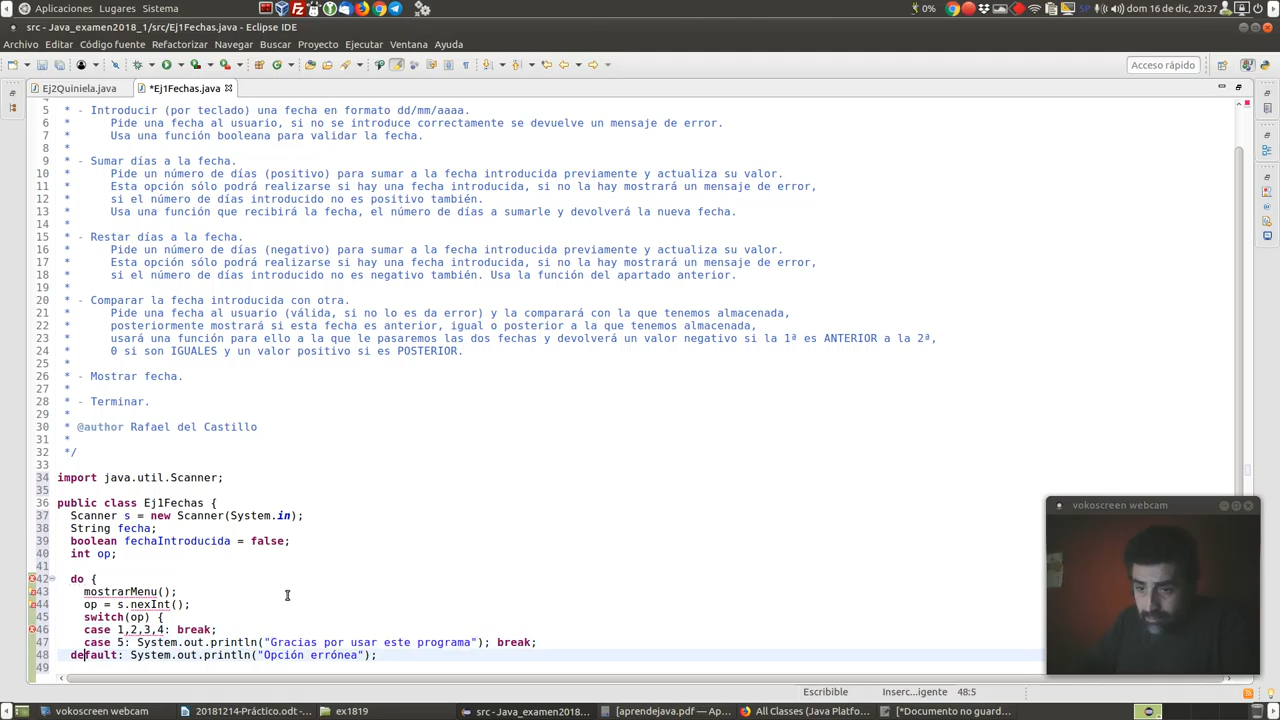 Aplicaciones Lugares Sistema
0% SP dom 16 de dic, 20:37
src - Java_examen2018_1/src/Ej1Fechas.java - Eclipse IDE
Archivo Editar Código fuente Refactorizar Navegar Buscar Proyecto Ejecutar Ventana Ayuda
Acceso rápido
Ej2Quiniela.java *Ej1Fechas.java
4
5 * - Introducir (por teclado) una fecha en formato dd/mm/aaaa.
6 * Pide una fecha al usuario, si no se introduce correctamente se devuelve un mensaje de error.
7 * Usa una función booleana para validar la fecha.
8 *
9 * - Sumar días a la fecha.
10 * Pide un número de días (positivo) para sumar a la fecha introducida previamente y actualiza su valor.
11 * Esta opción sólo podrá realizarse si hay una fecha introducida, si no la hay mostrará un mensaje de error,
12 * si el número de días introducido no es positivo también.
13 * Usa una función que recibirá la fecha, el número de días a sumarle y devolverá la nueva fecha.
14 *
15 * - Restar días a la fecha.
16 * Pide un número de días (negativo) para sumar a la fecha introducida previamente y actualiza su valor.
17 * Esta opción sólo podrá realizarse si hay una fecha introducida, si no la hay mostrará un mensaje de error,
18 * si el número de días introducido no es negativo también. Usa la función del apartado anterior.
19 *
20 * - Comparar la fecha introducida con otra.
21 * Pide una fecha al usuario (válida, si no lo es da error) y la comparará con la que tenemos almacenada,
22 * posteriormente mostrará si esta fecha es anterior, igual o posterior a la que tenemos almacenada,
23 * usará una función para ello a la que le pasaremos las dos fechas y devolverá un valor negativo si la 1ª es ANTERIOR a la 2ª,
24 * 0 si son IGUALES y un valor positivo si es POSTERIOR.
25 *
26 * - Mostrar fecha.
27 *
28 * - Terminar.
29 *
30 * @author Rafael del Castillo
31 *
32 */
33
34 import java.util.Scanner;
35
36 public class Ej1Fechas {
37 Scanner s = new Scanner(System.in);
38 String fecha;
39 boolean fechaIntroducida = false;
40 int op;
41
42 do {
43 mostrarMenu();
44 op = s.nexInt();
45 switch(op) {
46 case 1,2,3,4: break;
47 case 5: System.out.println("Gracias por usar este programa"); break;
48 default: System.out.println("Opción errónea");
49
vokoscreen webcam
Escribible Inserc...igente 48:5
vokoscreen webcam 20181214-Práctico.odt -... ex1819 src - Java_examen2018_1... [aprendejava.pdf — Ap... All Classes (Java Platfo... [*Documento no guard...